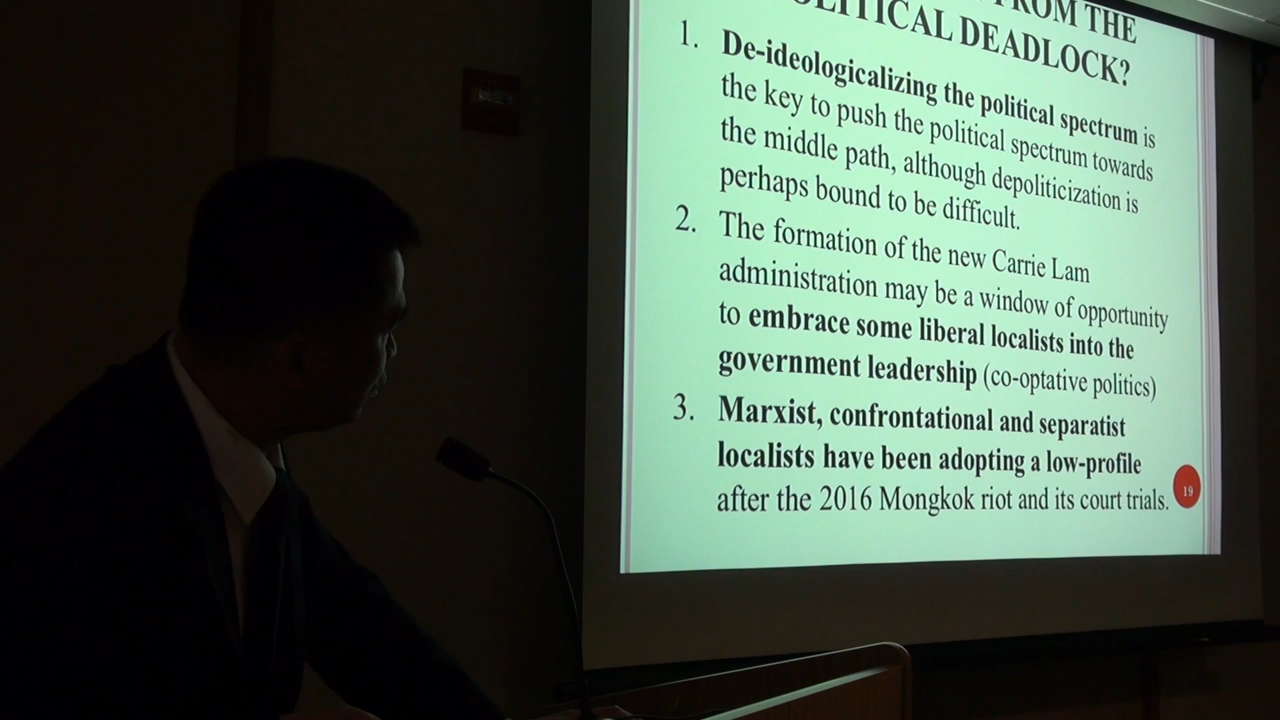 FROM THE
POLITICAL DEADLOCK?
1. De-ideologicalizing the political spectrum is
the key to push the political spectrum towards
the middle path, although depoliticization is
perhaps bound to be difficult.
2. The formation of the new Carrie Lam
administration may be a window of opportunity
to embrace some liberal localists into the
government leadership (co-optative politics)
3. Marxist, confrontational and separatist
localists have been adopting a low-profile
after the 2016 Mongkok riot and its court trials.
19